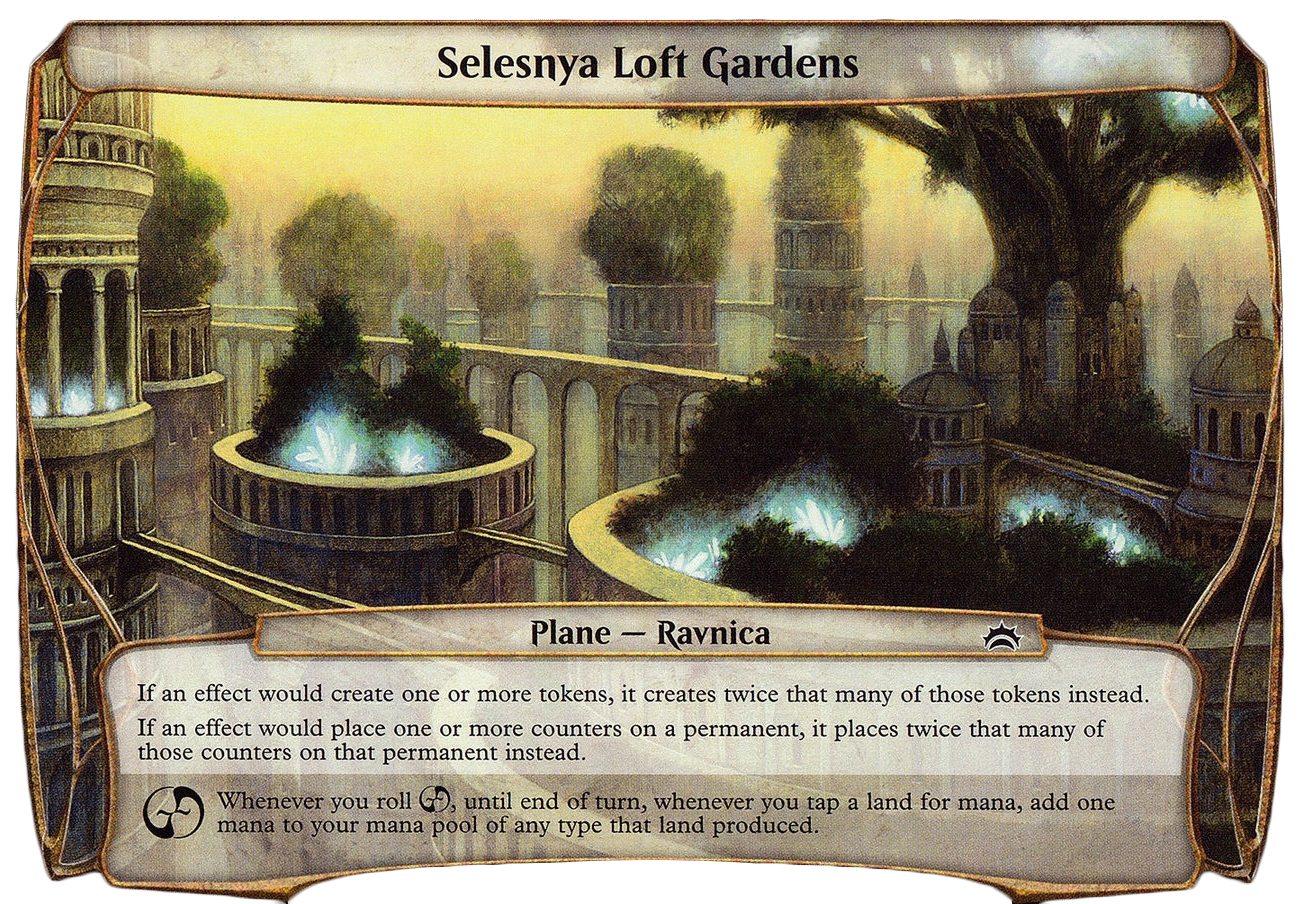 Selesnya Loft Gardens
Plane — Ravnica
If an effect would create one or more tokens, it creates twice that many of those tokens instead.
If an effect would place one or more counters on a permanent, it places twice that many of
those counters on that permanent instead.
Whenever you roll , until end of turn, whenever you tap a land for mana, add one
mana to your mana pool of any type that land produced.